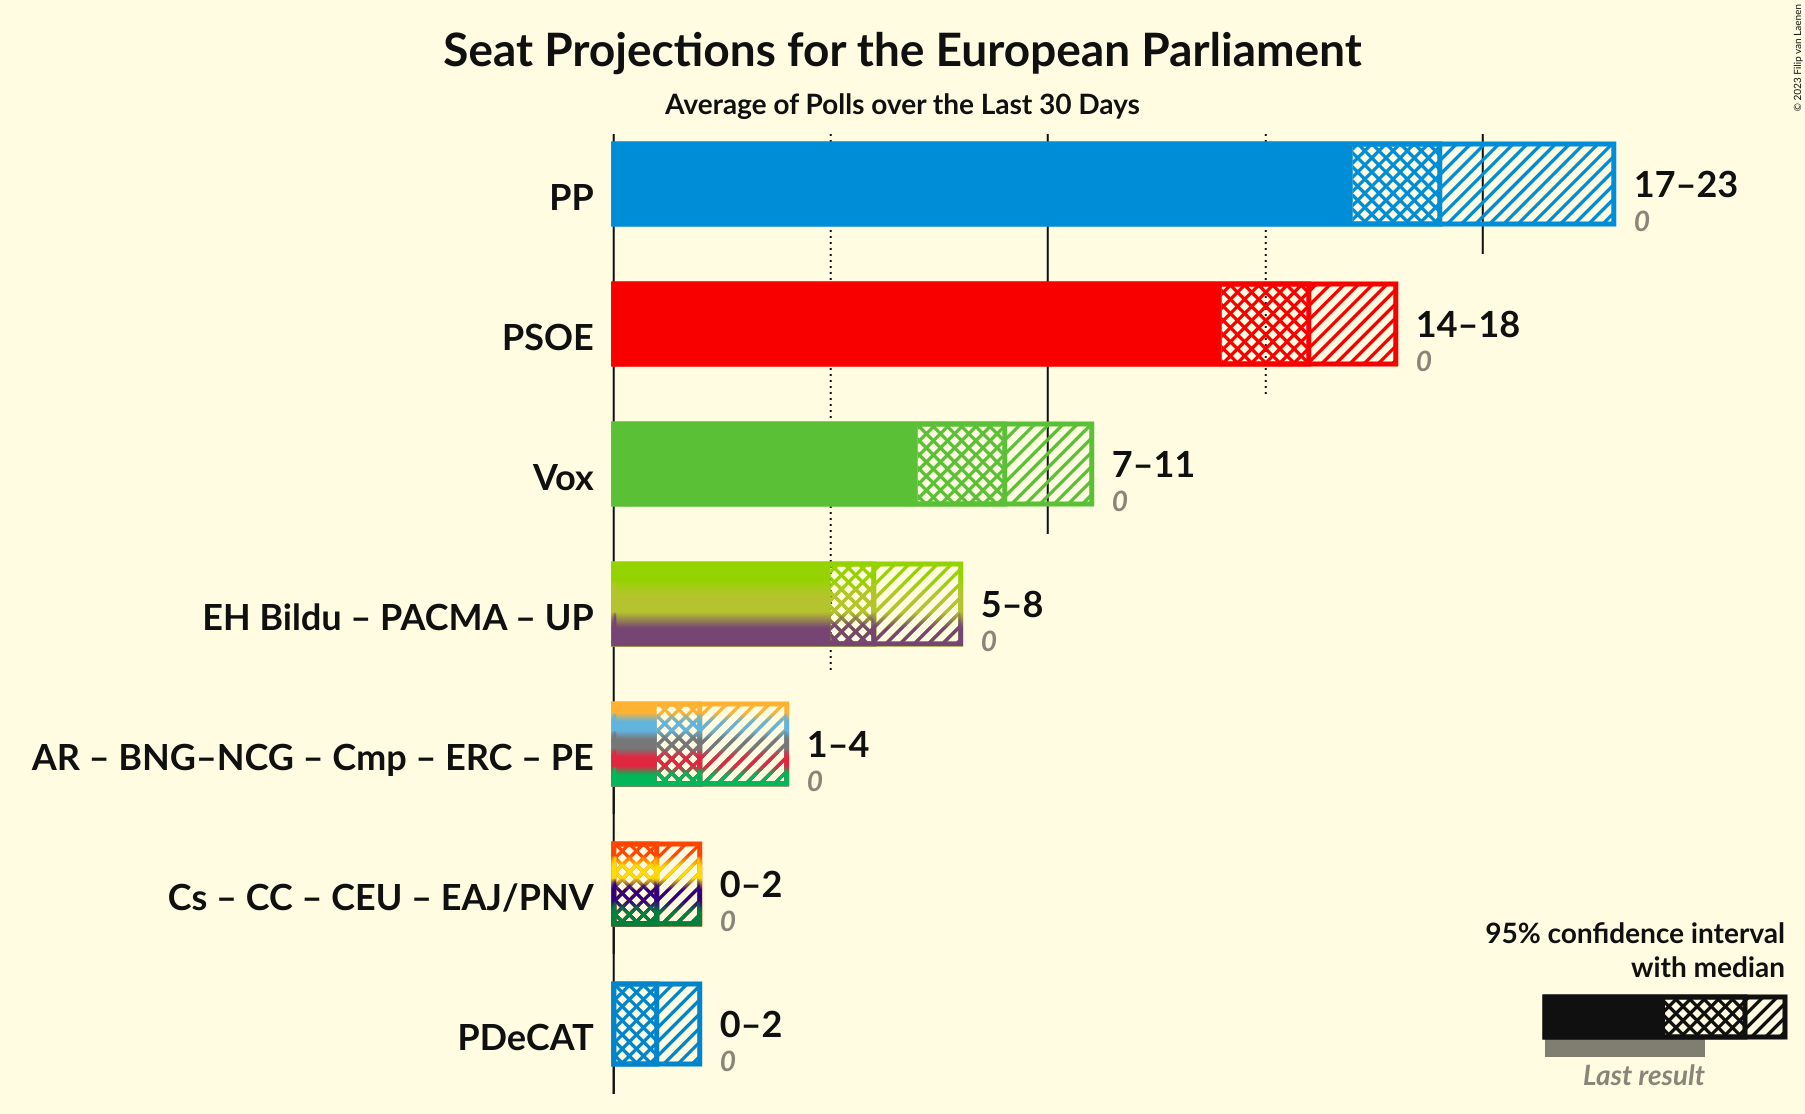 Seat Projections for the European Parliament
Average of Polls over the Last 30 Days
© 2023 Filip van Laenen
PP
17–23
0
PSOE
14–18
0
Vox
7–11
0
EH Bildu – PACMA – UP
5–8
0
AR – BNG–NCG – Cmp – ERC – PE
1–4
0
Cs – CC – CEU – EAJ/PNV
0–2
0
PDeCAT
0–2
0
95% confidence interval
with median
Last result